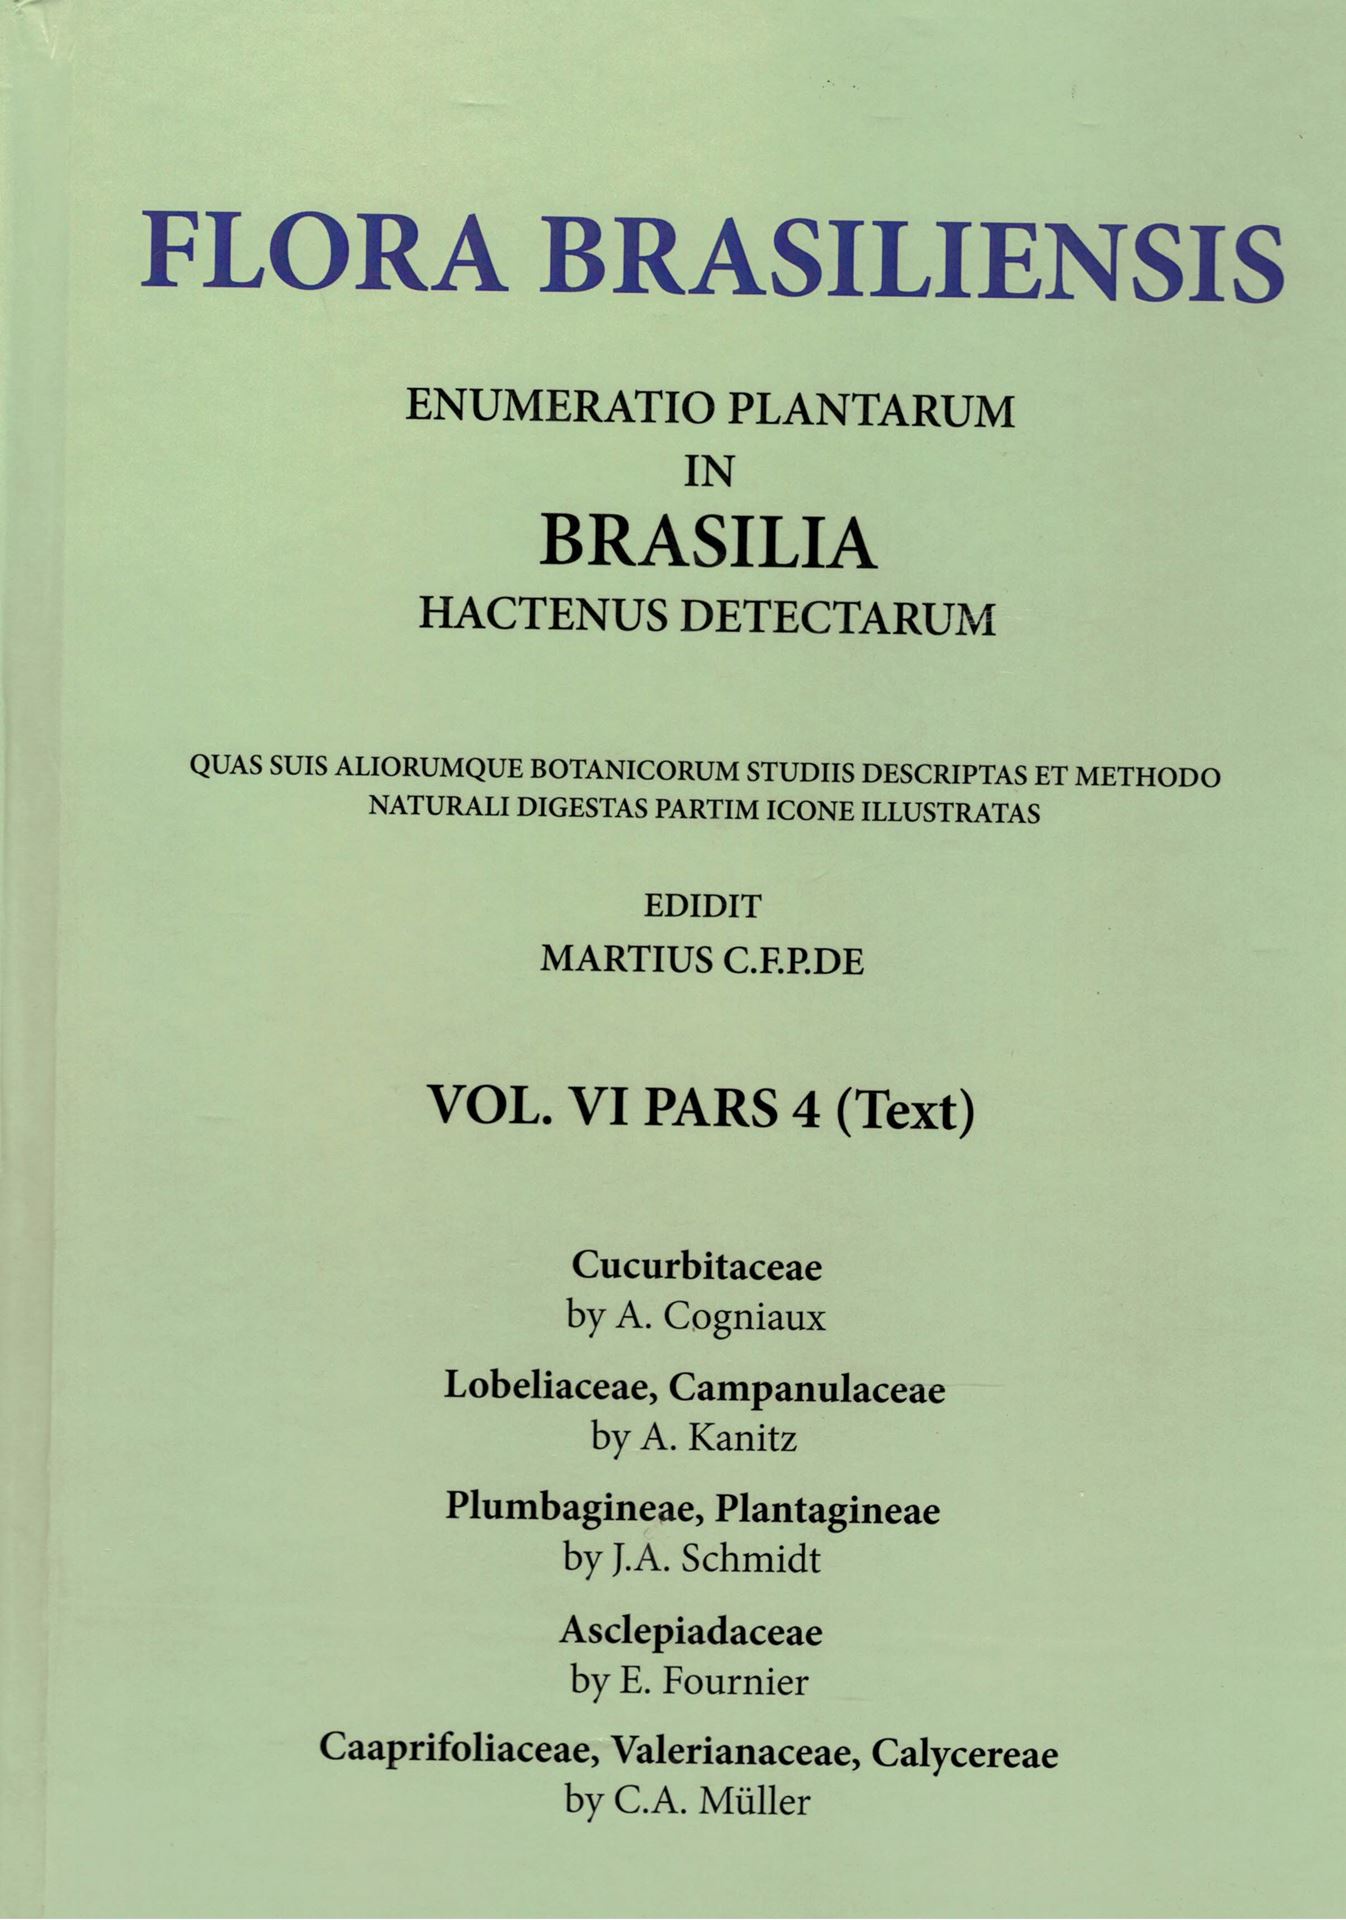 FLORA BRASILIENSIS
ENUMERATIO PLANTARUM
IN
BRASILIA
HACTENUS DETECTARUM
QUAS SUIS ALIORUMQUE BOTANICORUM STUDIIS DESCRIPTAS ET METHODO
NATURALI DIGESTAS PARTIM ICONE ILLUSTRATAS
EDIDIT
MARTIUS C.F.P.DE
VOL. VI PARS 4 (Text)
Cucurbitaceae
by A. Cogniaux
Lobeliaceae, Campanulaceae
by A. Kanitz
Plumbagineae, Plantagineae
by J.A. Schmidt
Asclepiadaceae
by E. Fournier
Caaprifoliaceae, Valerianaceae, Calycereae
by C.A. Müller